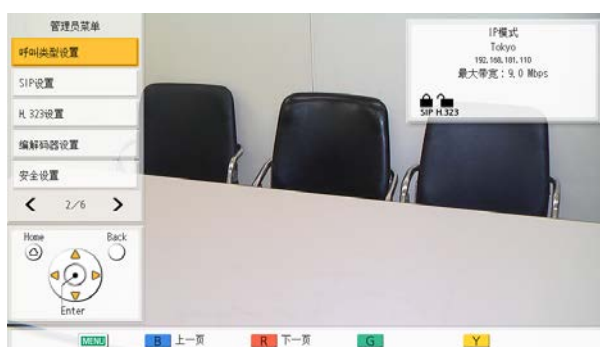 管理员菜单
呼叫类型设置
SIP设置
H.323设置
编解码器设置
安全设置
2/6
IP模式
Tokyo
192.168.101.110
最大带宽：9.0 Mbps
SIP H.323
Home
Back
Enter
MENU
B 上一页
R 下一页
G
Y